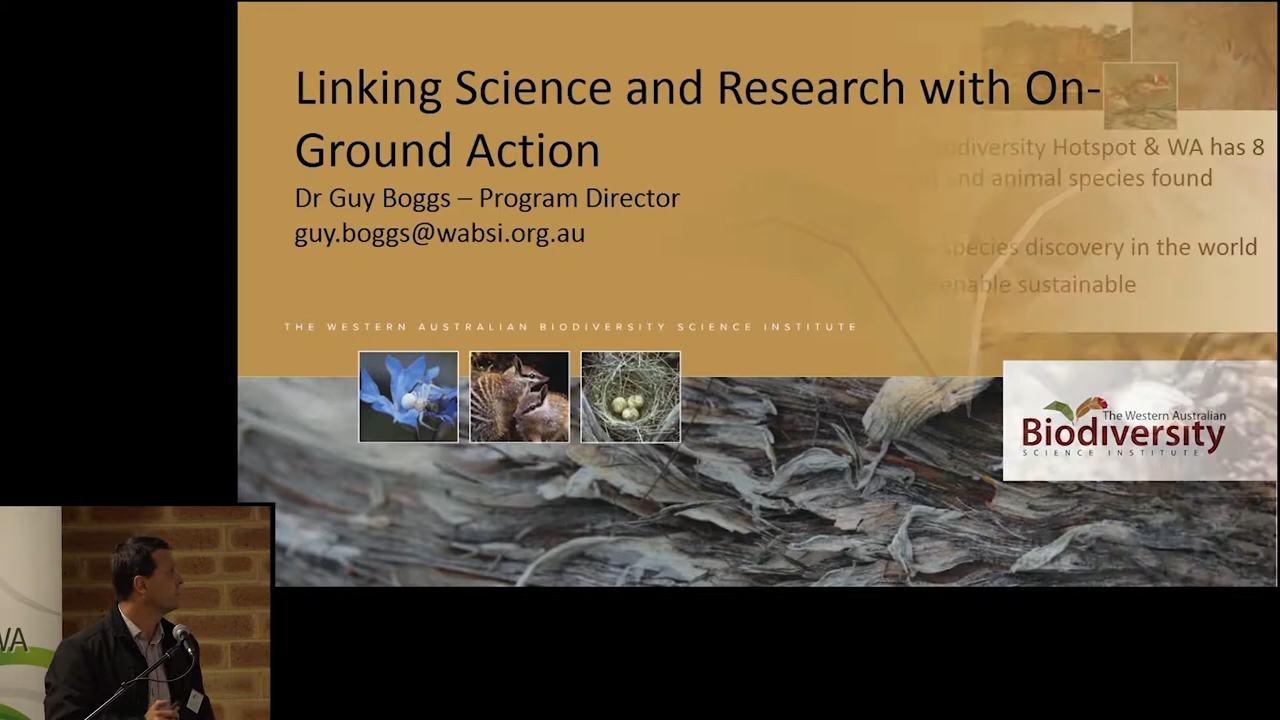 Linking Science and Research with On-
Ground Action
Dr Guy Boggs – Program Director
guy.boggs@wabsi.org.au
Hotspot & WA has 8
and animal species found
species discovery in the world
enable sustainable
THE WESTERN AUSTRALIAN BIODIVERSITY SCIENCE INSTITUTE
The Western Australian
Biodiversity
SCIENCE INSTITUTE
WA